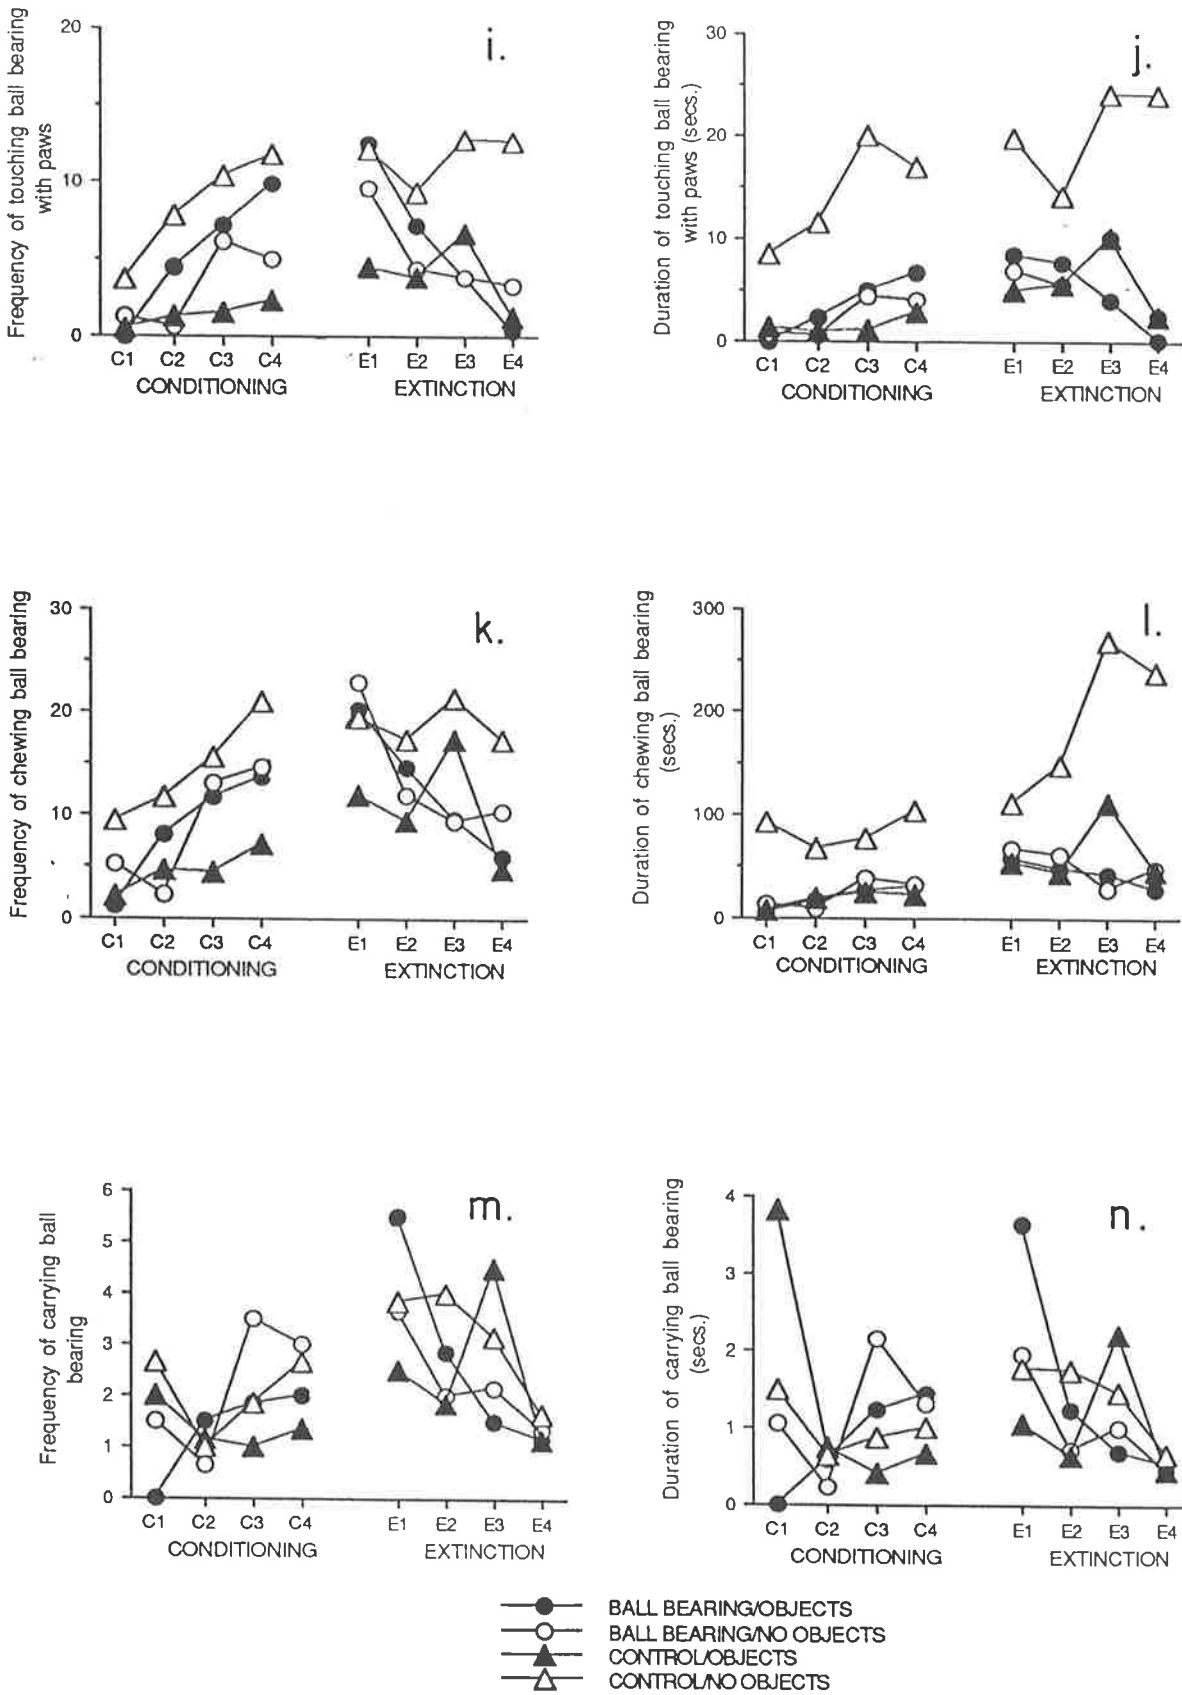 Frequency of touching ball bearing
with paws
20
10
0
i.
C1 C2 C3 C4
CONDITIONING
E1 E2 E3 E4
EXTINCTION
Duration of touching ball bearing
with paws (secs.)
30
20
10
0
j.
C1 C2 C3 C4
CONDITIONING
E1 E2 E3 E4
EXTINCTION
Frequency of chewing ball bearing
30
20
10
0
k.
C1 C2 C3 C4
CONDITIONING
E1 E2 E3 E4
EXTINCTION
Duration of chewing ball bearing
(secs.)
300
200
100
0
l.
C1 C2 C3 C4
CONDITIONING
E1 E2 E3 E4
EXTINCTION
Frequency of carrying ball
bearing
6
5
4
3
2
1
0
m.
C1 C2 C3 C4
CONDITIONING
E1 E2 E3 E4
EXTINCTION
Duration of carrying ball bearing
(secs.)
4
3
2
1
0
n.
C1 C2 C3 C4
CONDITIONING
E1 E2 E3 E4
EXTINCTION
BALL BEARING/OBJECTS
BALL BEARING/NO OBJECTS
CONTROL/OBJECTS
CONTROL/NO OBJECTS